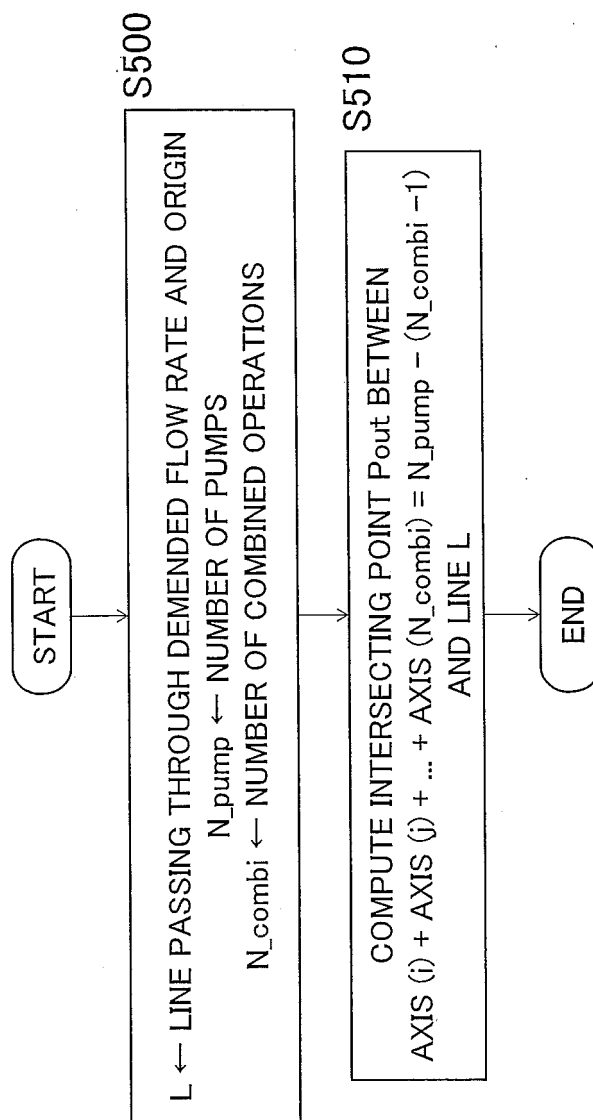 START
S500
L ← LINE PASSING THROUGH DEMENDED FLOW RATE AND ORIGIN
N_pump ← NUMBER OF PUMPS
N_combi ← NUMBER OF COMBINED OPERATIONS
S510
COMPUTE INTERSECTING POINT Pout BETWEEN
AXIS (i) + AXIS (j) + ... + AXIS (N_combi) = N_pump − (N_combi −1)
AND LINE L
END